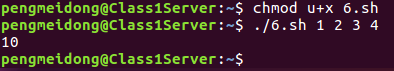 pengmeidong@Class1Server:~$ chmod u+x 6.sh
pengmeidong@Class1Server:~$ ./6.sh 1 2 3 4
10
pengmeidong@Class1Server:~$